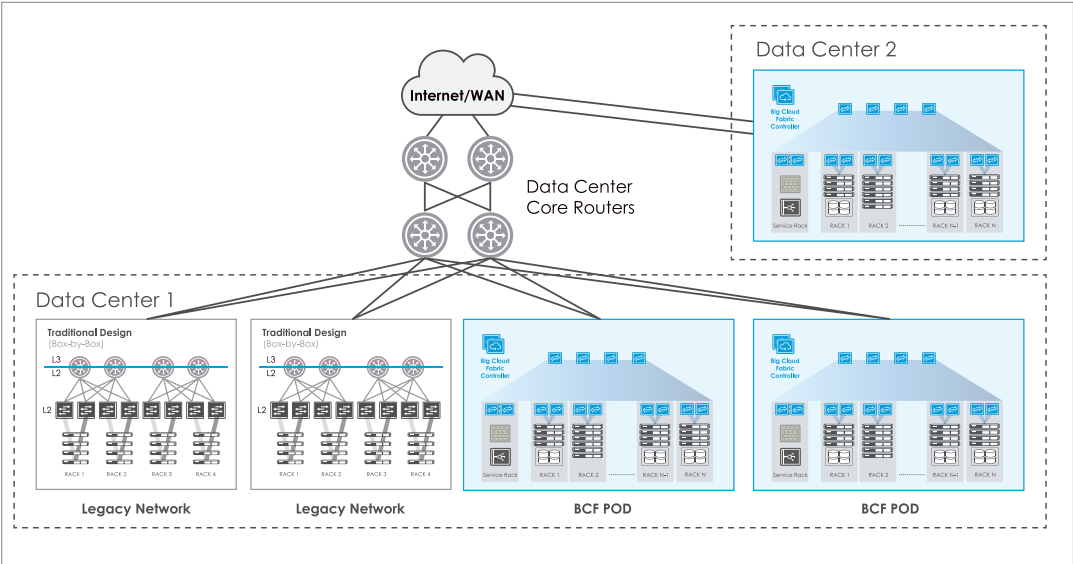 Data Center 2
Internet/WAN
Big Cloud
Fabric
Controller
Service Rack
RACK 1
RACK 2
RACK N-1
RACK N
Data Center
Core Routers
Data Center 1
Traditional Design
(Box-by-Box)
L3
L2
L2
RACK 1
RACK 2
RACK 3
RACK 4
Legacy Network
Traditional Design
(Box-by-Box)
L3
L2
L2
RACK 1
RACK 2
RACK 3
RACK 4
Legacy Network
Big Cloud
Fabric
Controller
Service Rack
RACK 1
RACK 2
RACK N-1
RACK N
BCF POD
Big Cloud
Fabric
Controller
Service Rack
RACK 1
RACK 2
RACK N-1
RACK N
BCF POD